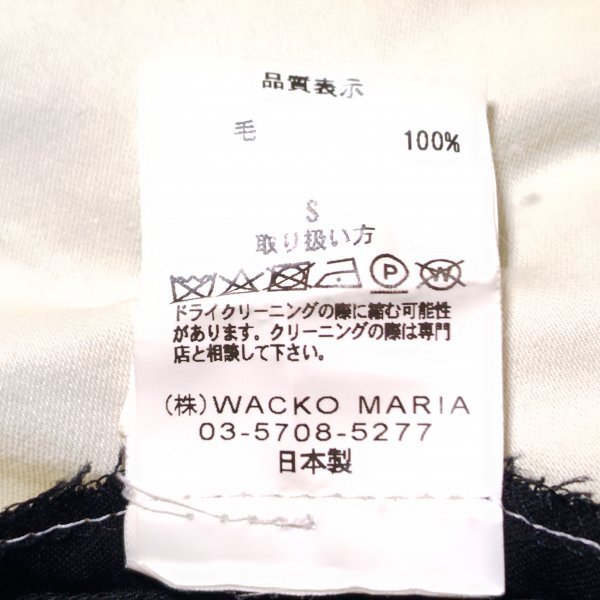 品質表示
毛 100%
S
取り扱い方
P W
ドライクリーニングの際に縮む可能性
があります。クリーニングの際は専門
店と相談して下さい。
(株)WACKO MARIA
03-5708-5277
日本製